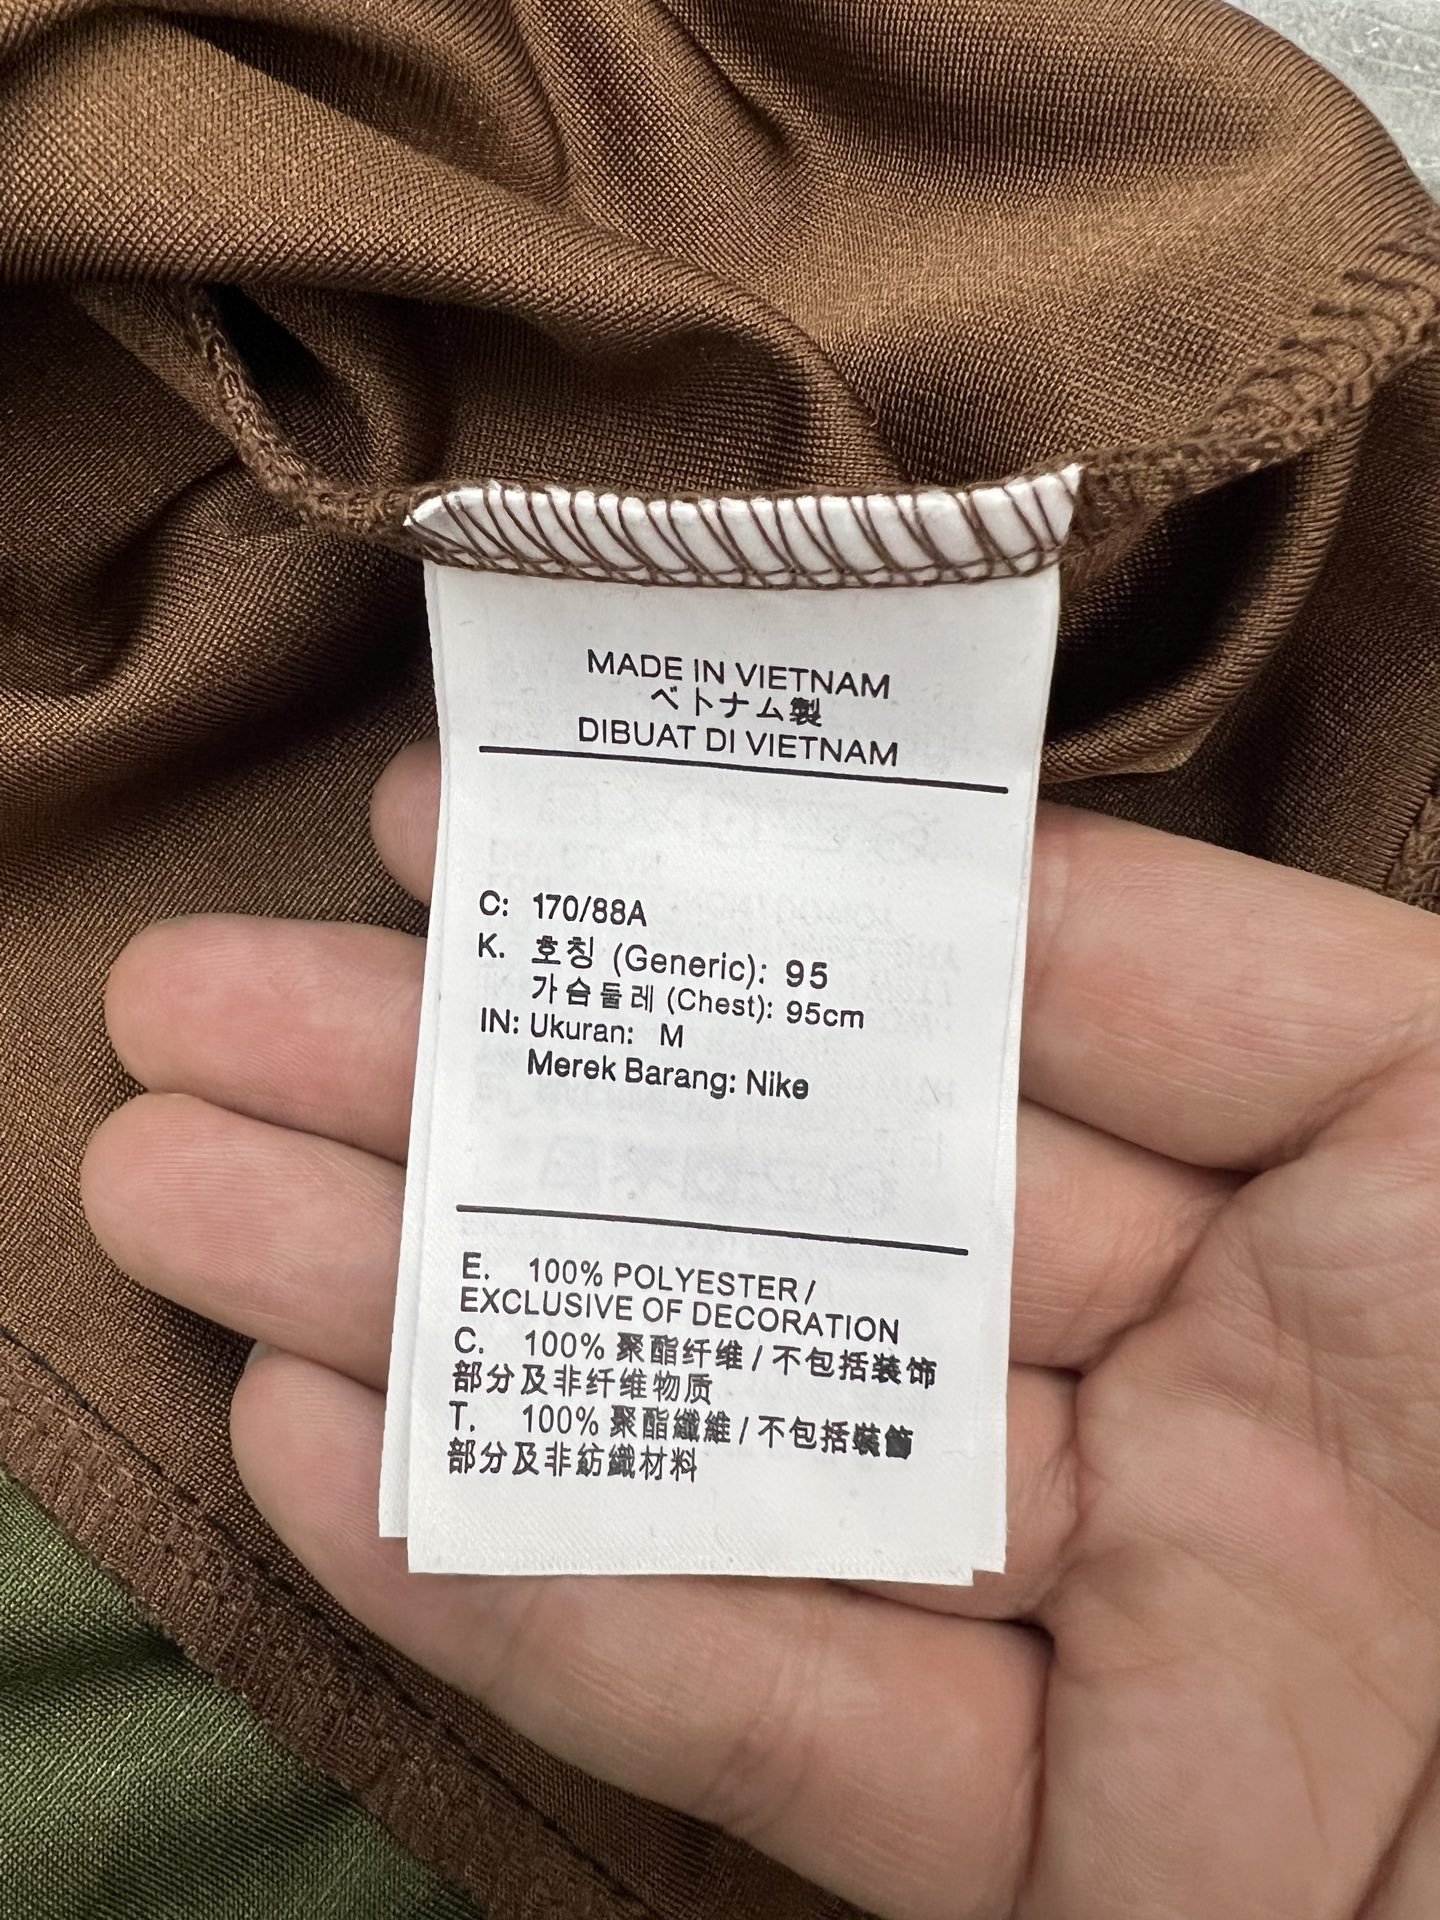 MADE IN VIETNAM
ベトナム製
DIBUAT DI VIETNAM
C: 170/88A
K. 호칭 (Generic): 95
가슴둘레 (Chest): 95cm
IN: Ukuran: M
Merek Barang: Nike
E. 100% POLYESTER /
EXCLUSIVE OF DECORATION
C. 100% 聚酯纤维 / 不包括装饰
部分及非纤维物质
T. 100% 聚酯纖維 / 不包括裝飾
部分及非紡織材料